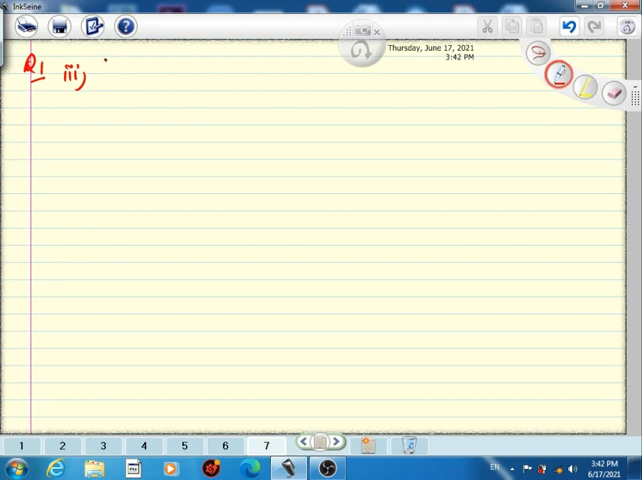 InkSeine
Thursday, June 17, 2021
3:42 PM
Q1 iii)
1 2 3 4 5 6 7
EN 3:42 PM
6/17/2021